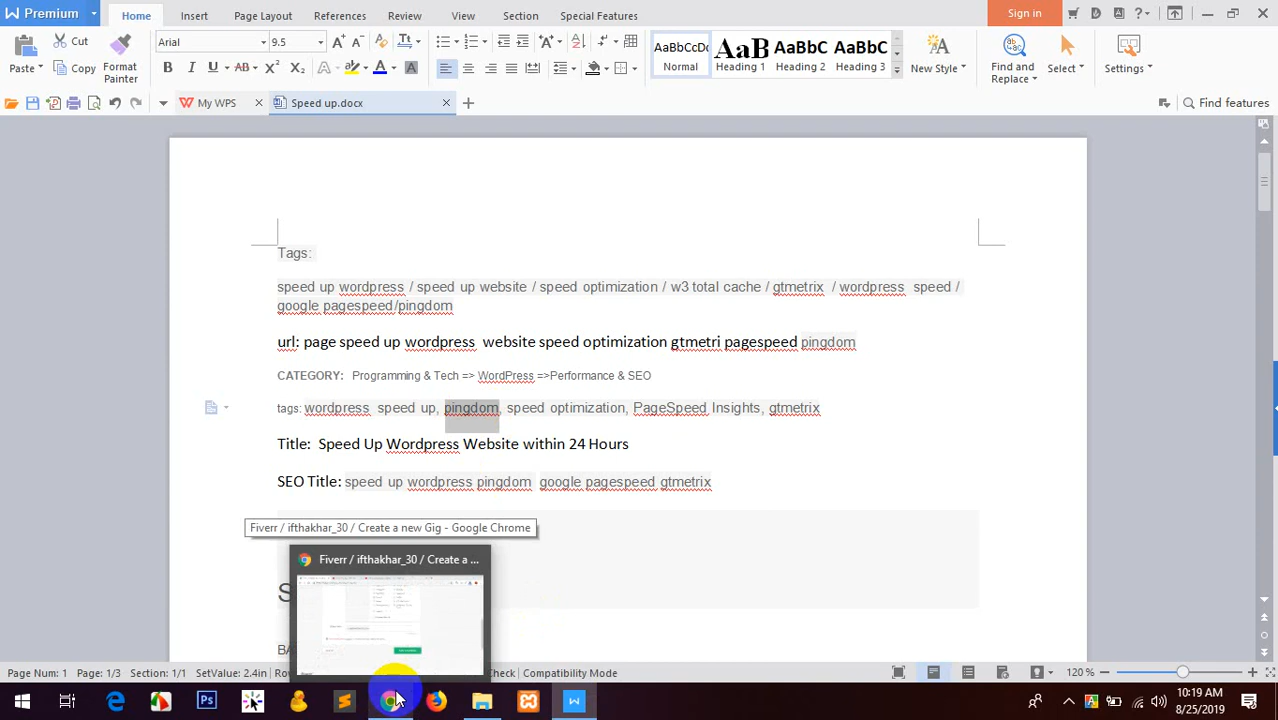 Premium
Home
Insert
Page Layout
References
Review
View
Section
Special Features
Sign in
Cut
Paste
Copy
Format
Painter
Arial
9.5
AaBbCcDc
Normal
AaB
Heading 1
AaBbC
Heading 2
AaBbC
Heading 3
New Style
Find and
Replace
Select
Settings
My WPS
Speed up.docx
Find features
Tags:
speed up wordpress / speed up website / speed optimization / w3 total cache / gtmetrix / wordpress speed /
google pagespeed/pingdom
url: page speed up wordpress website speed optimization gtmetri pagespeed pingdom
CATEGORY: Programming & Tech => WordPress =>Performance & SEO
tags: wordpress speed up, pingdom, speed optimization, PageSpeed Insights, gtmetrix
Title: Speed Up Wordpress Website within 24 Hours
SEO Title: speed up wordpress pingdom google pagespeed gtmetrix
Fiverr / ifthakhar_30 / Create a new Gig - Google Chrome
Fiverr / ifthakhar_30 / Create a ...
Page Num: 1 Page: 1/3 Section: 1/1 SetValue: 2.4in Check Compatibility Mode
120 %
10:19 AM
8/25/2019